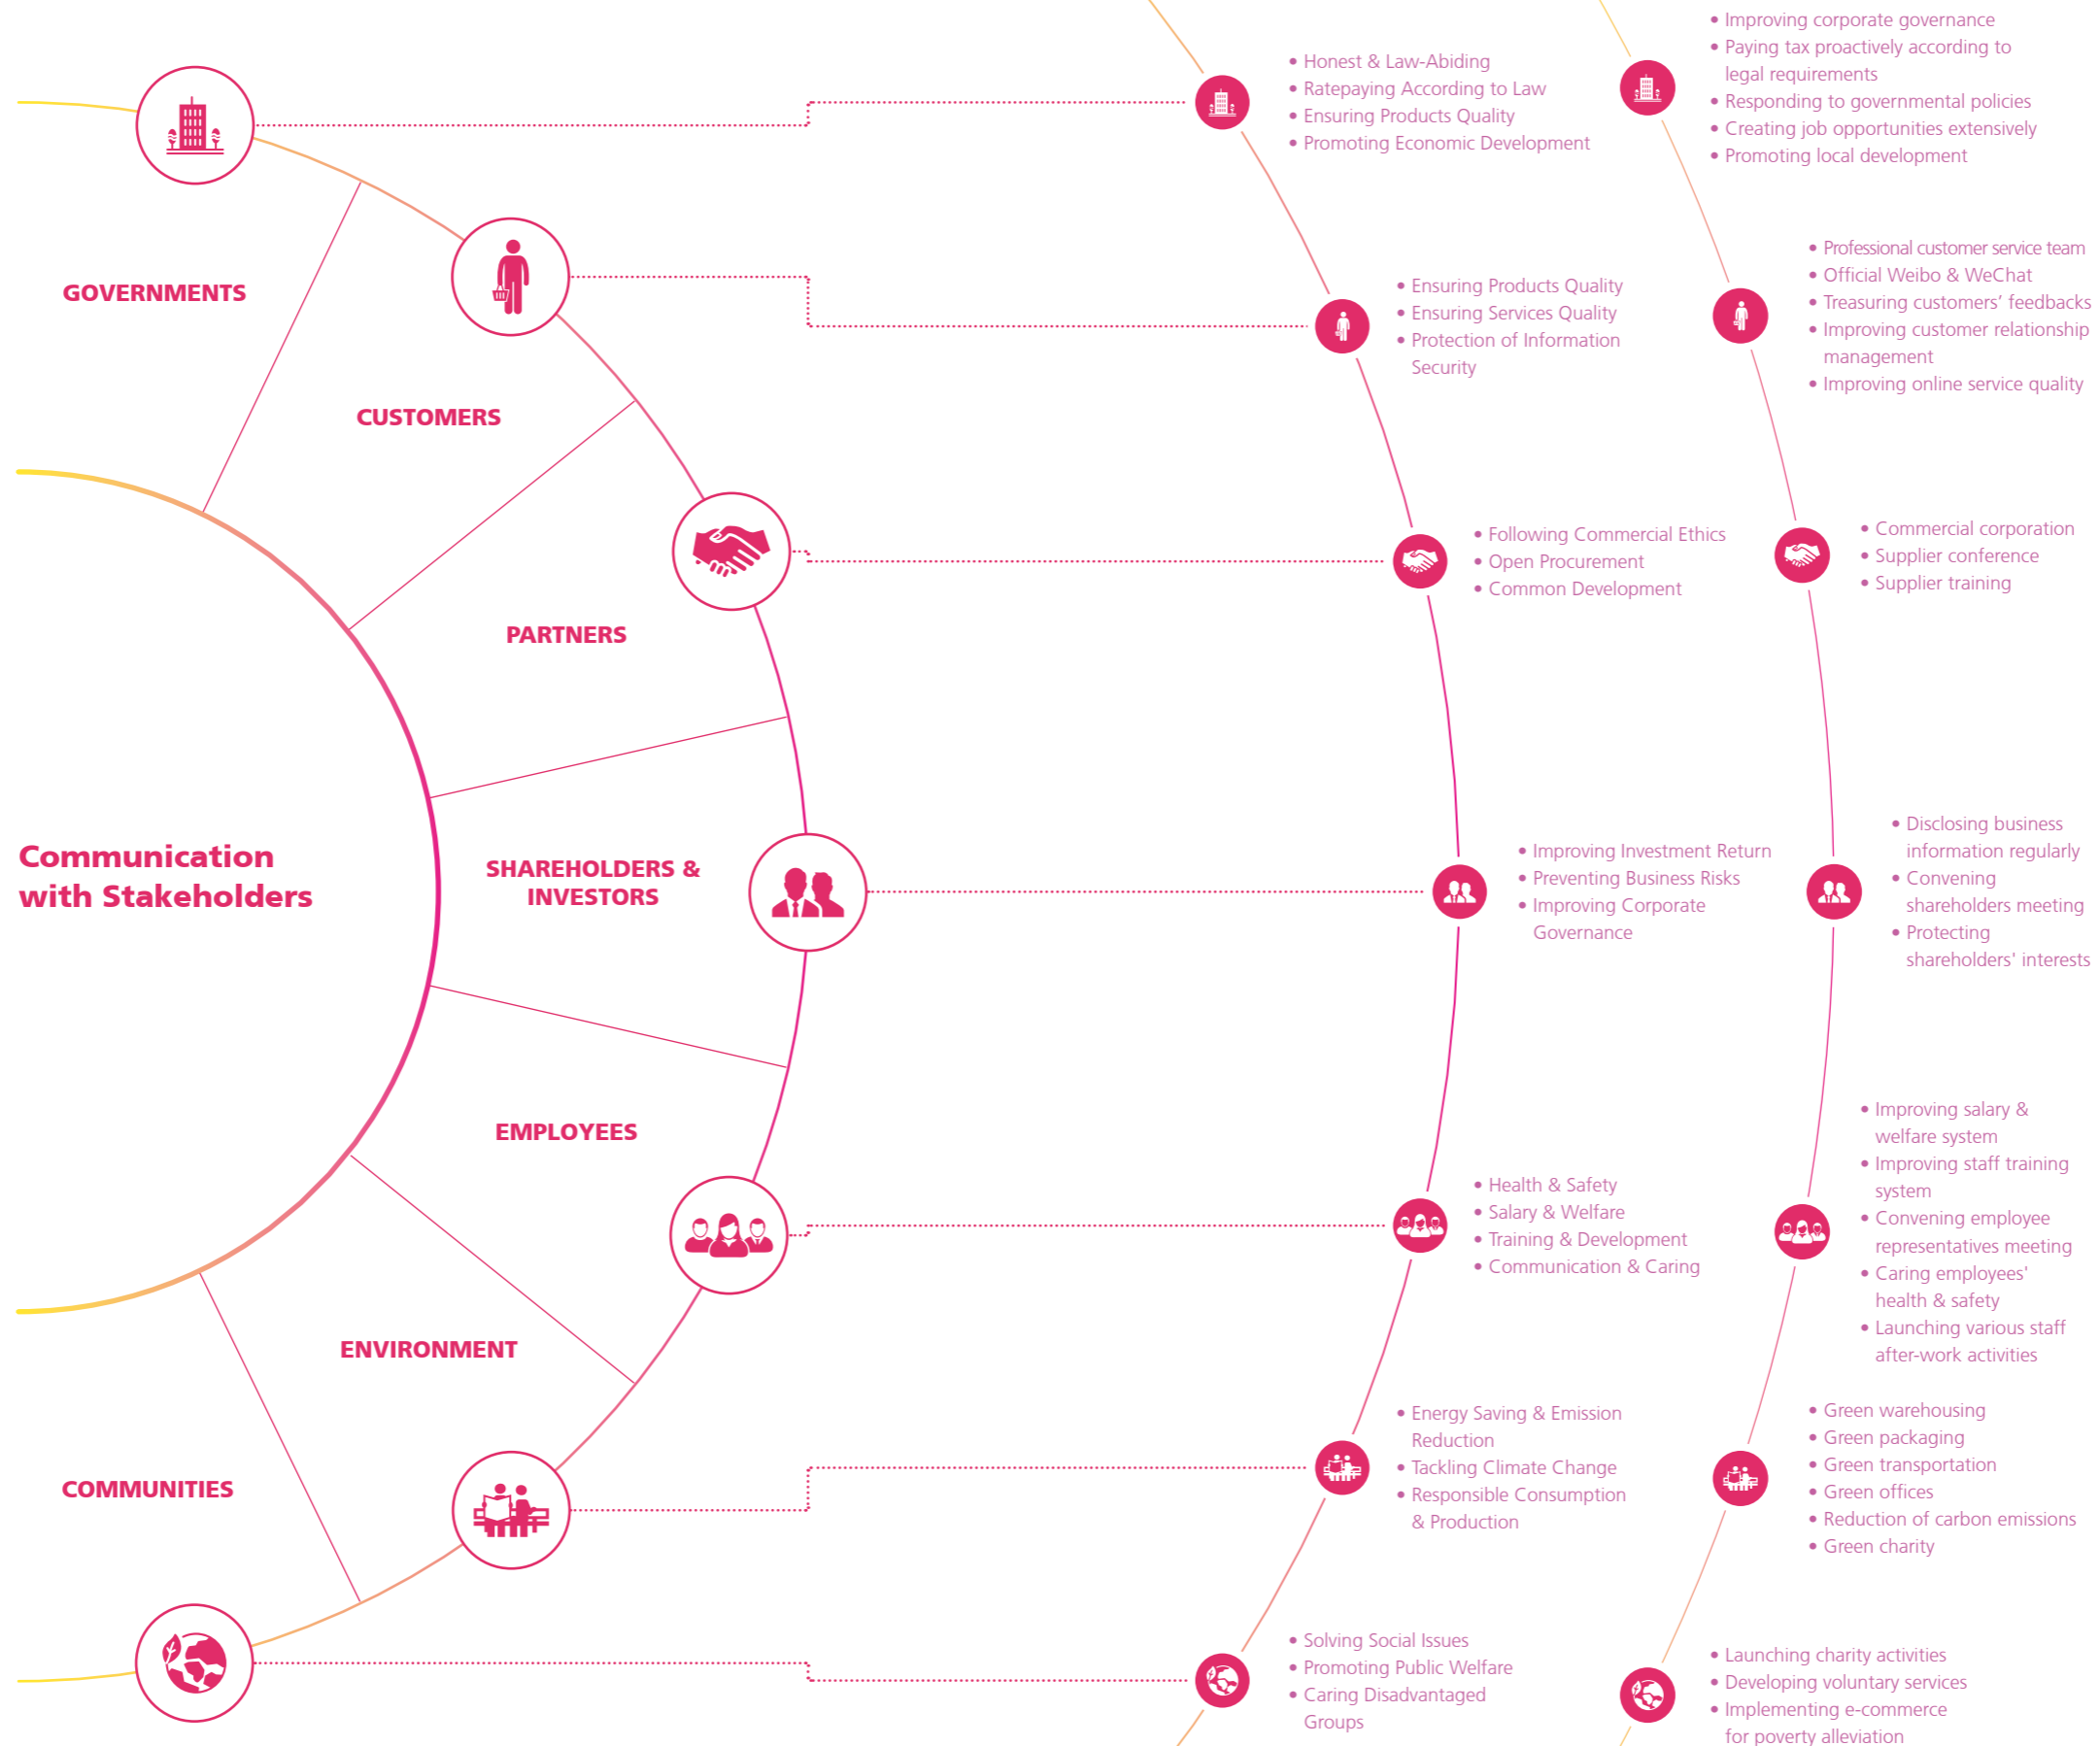 Communication
with Stakeholders
GOVERNMENTS
CUSTOMERS
PARTNERS
SHAREHOLDERS &
INVESTORS
EMPLOYEES
ENVIRONMENT
COMMUNITIES
• Honest & Law-Abiding
• Ratepaying According to Law
• Ensuring Products Quality
• Promoting Economic Development
• Ensuring Products Quality
• Ensuring Services Quality
• Protection of Information
Security
• Following Commercial Ethics
• Open Procurement
• Common Development
• Improving Investment Return
• Preventing Business Risks
• Improving Corporate
Governance
• Health & Safety
• Salary & Welfare
• Training & Development
• Communication & Caring
• Energy Saving & Emission
Reduction
• Tackling Climate Change
• Responsible Consumption
& Production
• Solving Social Issues
• Promoting Public Welfare
• Caring Disadvantaged
Groups
• Improving corporate governance
• Paying tax proactively according to
legal requirements
• Responding to governmental policies
• Creating job opportunities extensively
• Promoting local development
• Professional customer service team
• Official Weibo & WeChat
• Treasuring customers’ feedbacks
• Improving customer relationship
management
• Improving online service quality
• Commercial corporation
• Supplier conference
• Supplier training
• Disclosing business
information regularly
• Convening
shareholders meeting
• Protecting
shareholders' interests
• Improving salary &
welfare system
• Improving staff training
system
• Convening employee
representatives meeting
• Caring employees'
health & safety
• Launching various staff
after-work activities
• Green warehousing
• Green packaging
• Green transportation
• Green offices
• Reduction of carbon emissions
• Green charity
• Launching charity activities
• Developing voluntary services
• Implementing e-commerce
for poverty alleviation